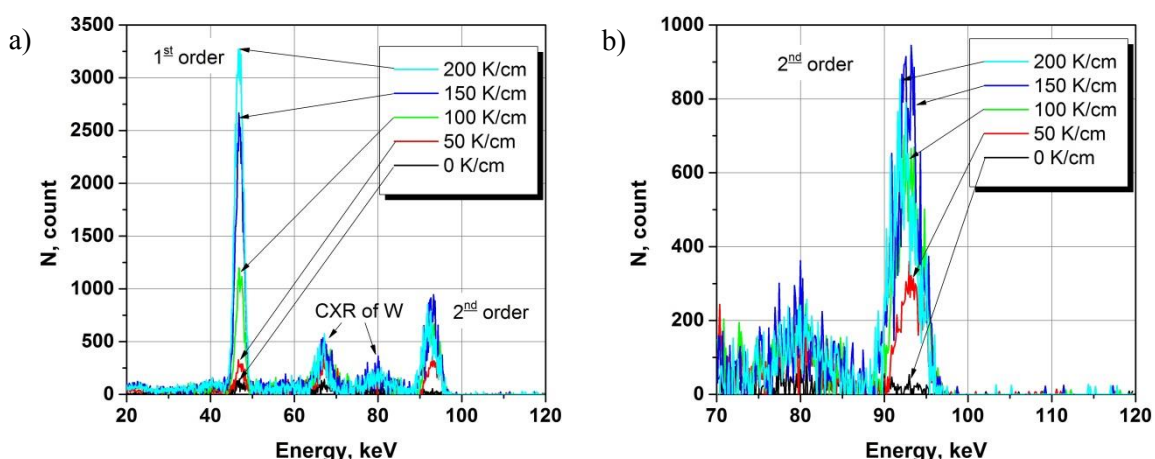 a)
3500
3000
2500
2000
1500
1000
500
0
N, count
1st order
200 K/cm
150 K/cm
100 K/cm
50 K/cm
0 K/cm
CXR of W
2nd order
20 40 60 80 100 120
Energy, keV
b)
1000
800
600
400
200
0
N, count
2nd order
200 K/cm
150 K/cm
100 K/cm
50 K/cm
0 K/cm
70 80 90 100 110 120
Energy, keV